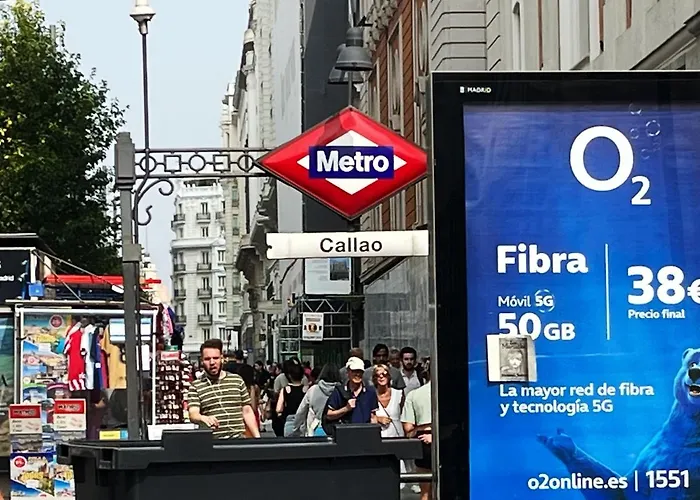 MADRID
Metro
Callao
O2
Fibra
Móvil 5G
50GB
38€
Precio final
La mayor red de fibra
y tecnología 5G
o2online.es | 1551
Madrid